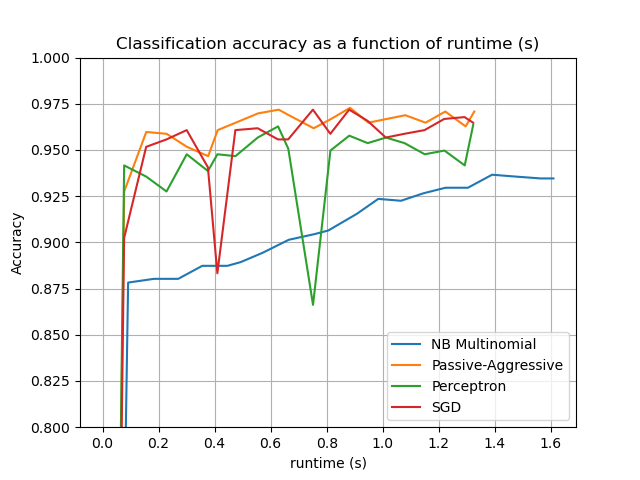 Classification accuracy as a function of runtime (s)
1.000
0.975
0.950
0.925
0.900
0.875
0.850
0.825
0.800
Accuracy
NB Multinomial
Passive-Aggressive
Perceptron
SGD
0.0 0.2 0.4 0.6 0.8 1.0 1.2 1.4 1.6
runtime (s)